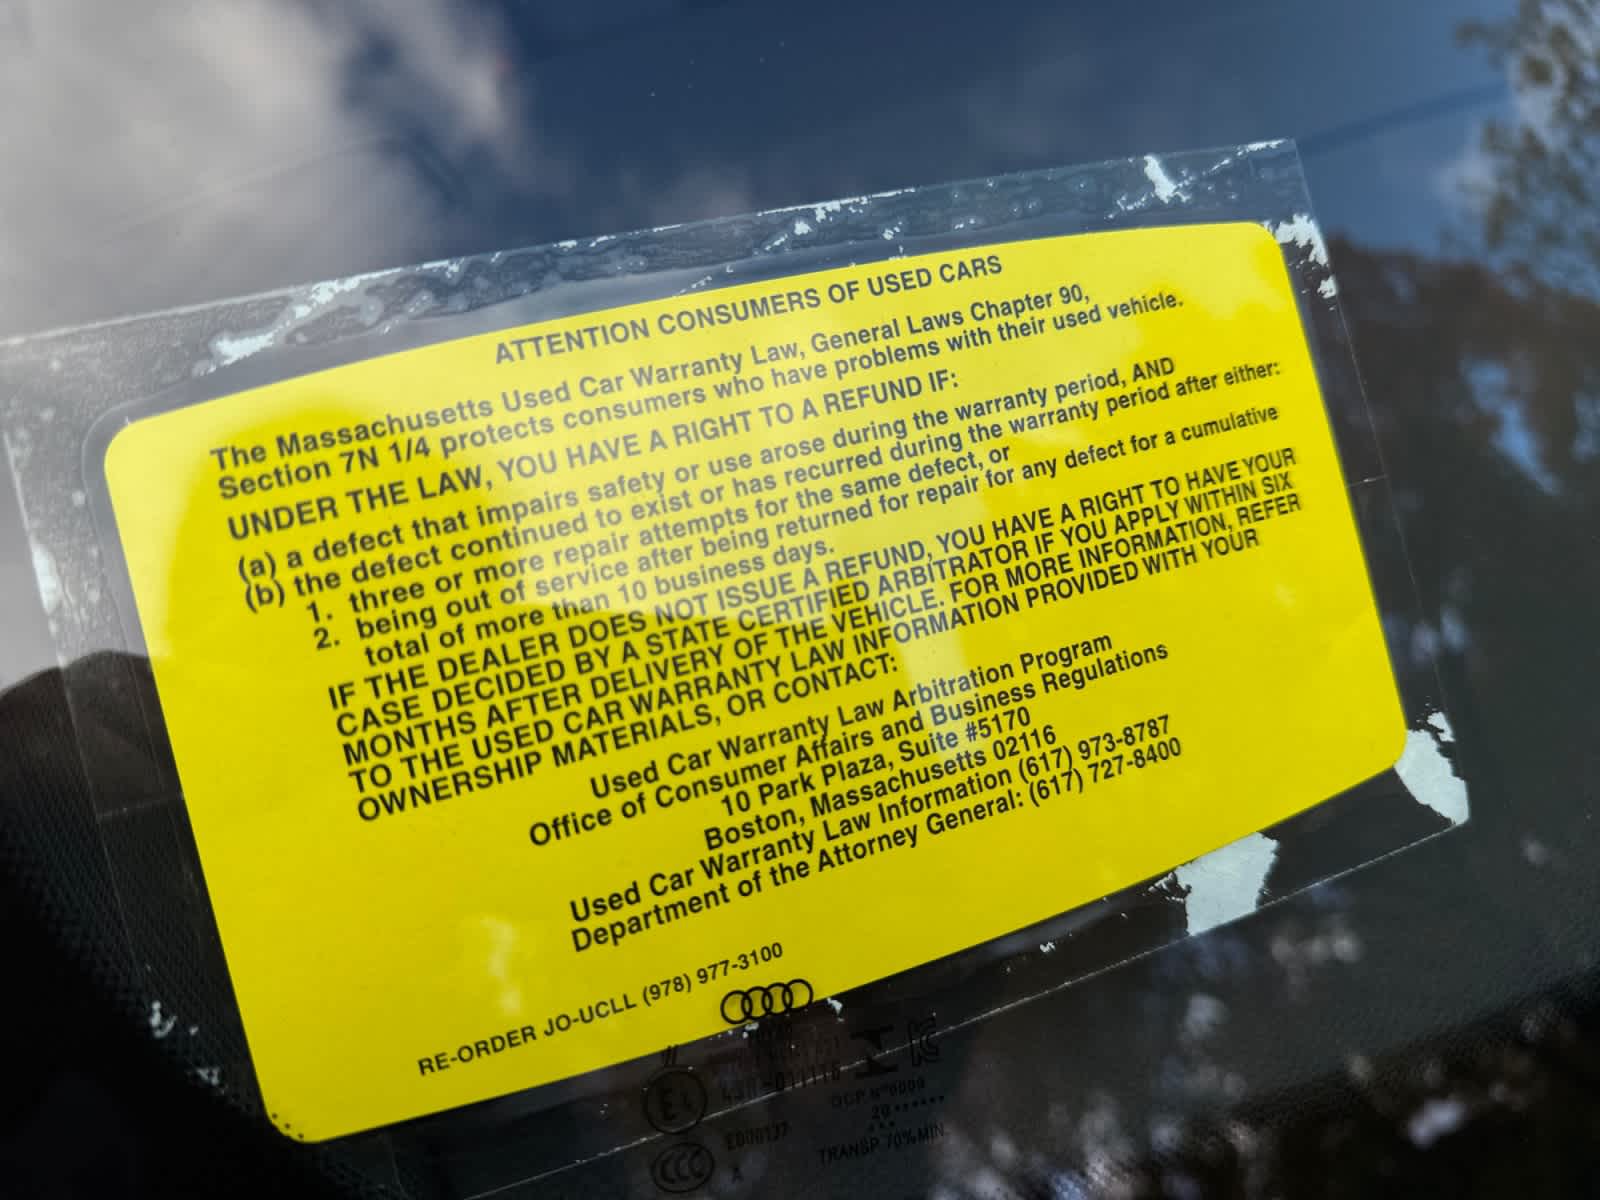 ATTENTION CONSUMERS OF USED CARS
The Massachusetts Used Car Warranty Law, General Laws Chapter 90,
Section 7N 1/4 protects consumers who have problems with their used vehicle.
UNDER THE LAW, YOU HAVE A RIGHT TO A REFUND IF:
(a) a defect that impairs safety or use arose during the warranty period, AND
(b) the defect continued to exist or has recurred during the warranty period after either:
1. three or more repair attempts for the same defect, or
2. being out of service after being returned for repair for any defect for a cumulative
total of more than 10 business days.
IF THE DEALER DOES NOT ISSUE A REFUND, YOU HAVE A RIGHT TO HAVE YOUR
CASE DECIDED BY A STATE CERTIFIED ARBITRATOR IF YOU APPLY WITHIN SIX
MONTHS AFTER DELIVERY OF THE VEHICLE. FOR MORE INFORMATION, REFER
TO THE USED CAR WARRANTY LAW INFORMATION PROVIDED WITH YOUR
OWNERSHIP MATERIALS, OR CONTACT:
Used Car Warranty Law Arbitration Program
Office of Consumer Affairs and Business Regulations
10 Park Plaza, Suite #5170
Boston, Massachusetts 02116
Used Car Warranty Law Information (617) 973-8787
Department of the Attorney General: (617) 727-8400
RE-ORDER JO-UCLL (978) 977-3100
E4
OCP N°0009
20
E000137
CCC
A
TRANSP 70% MIN.